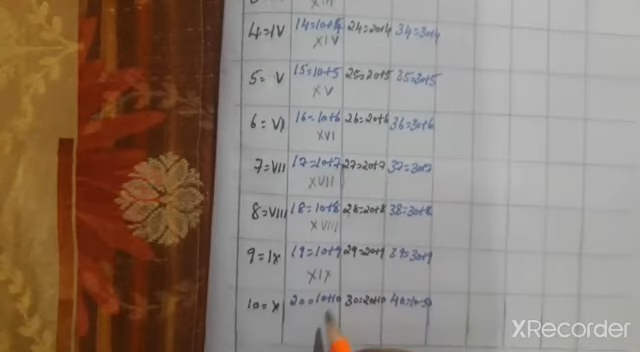 XIII
4=IV 14=10+4 24=20+4 34=30+4
XIV
5= V 15=10+5 25=20+5 35=30+5
XV
6=VI 16=10+6 26=20+6 36=30+6
XVI
7=VII 17=10+7 27=20+7 37=30+7
XVII
8=VIII 18=10+8 28=20+8 38=30+8
XVIII
9=IX 19=10+9 29=20+9 39=30+9
XIX
10=X 20=10+10 30=20+10 40=
XRecorder